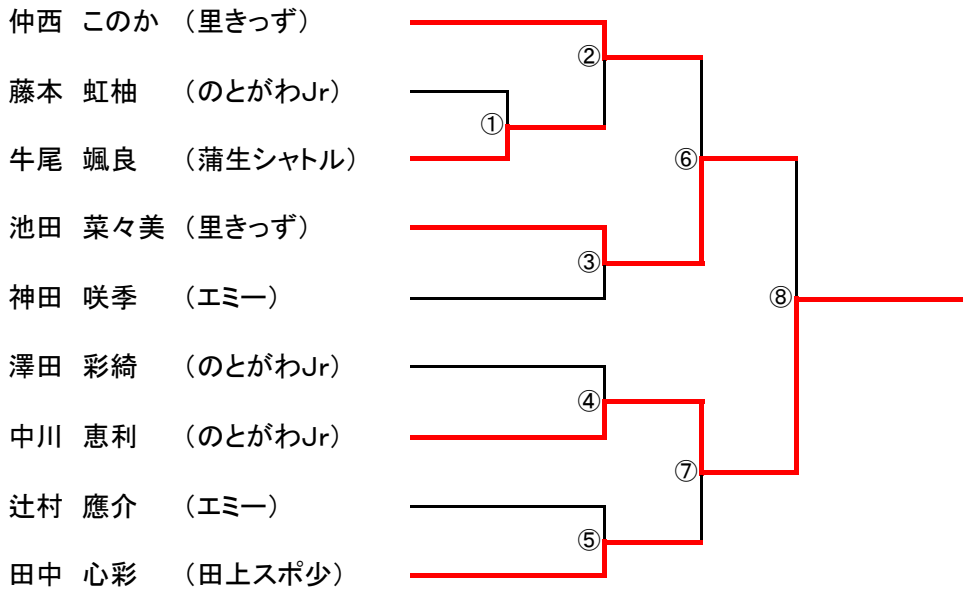 仲西 このか （里きっず）
②
藤本 虹柚 （のとがわJr）
①
牛尾 颯良 （蒲生シャトル）
⑥
池田 菜々美 （里きっず）
③
神田 咲季 （エミー）
⑧
澤田 彩綺 （のとがわJr）
④
中川 恵利 （のとがわJr）
⑦
辻村 應介 （エミー）
⑤
田中 心彩 （田上スポ少）